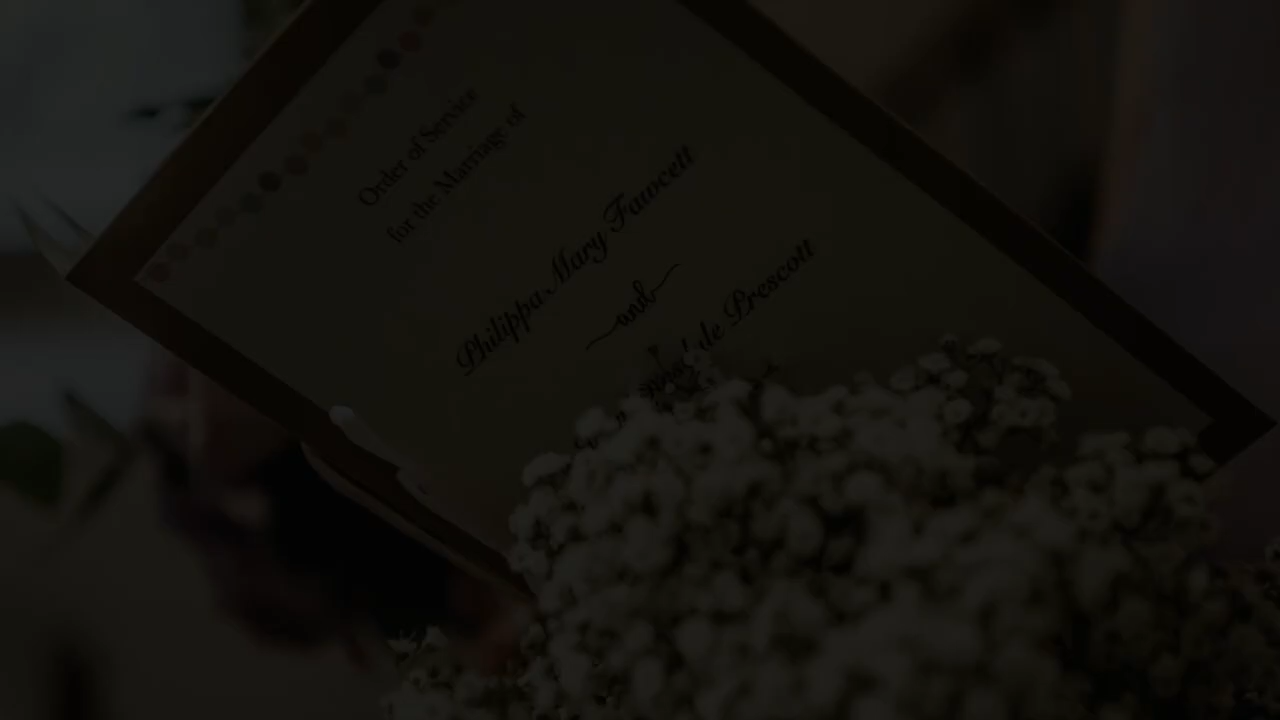 Order of Service
for the Marriage of
Philippa Mary Fawcett
and
Prescott